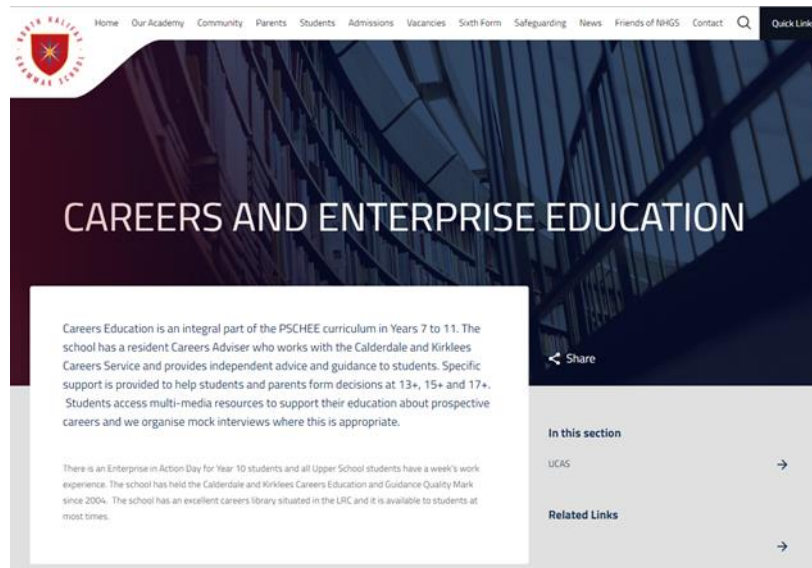 NORTH HALIFAX
GRAMMAR SCHOOL
Home Our Academy Community Parents Students Admissions Vacancies Sixth Form Safeguarding News Friends of NHGS Contact Quick Link
CAREERS AND ENTERPRISE EDUCATION
Careers Education is an integral part of the PSCHEE curriculum in Years 7 to 11. The
school has a resident Careers Adviser who works with the Calderdale and Kirklees
Careers Service and provides independent advice and guidance to students. Specific
support is provided to help students and parents form decisions at 13+, 15+ and 17+.
Students access multi-media resources to support their education about prospective
careers and we organise mock interviews where this is appropriate.
There is an Enterprise in Action Day for Year 10 students and all Upper School students have a week's work
experience. The school has held the Calderdale and Kirklees Careers Education and Guidance Quality Mark
since 2004. The school has an excellent careers library situated in the LRC and it is available to students at
most times.
Share
In this section
UCAS
Related Links